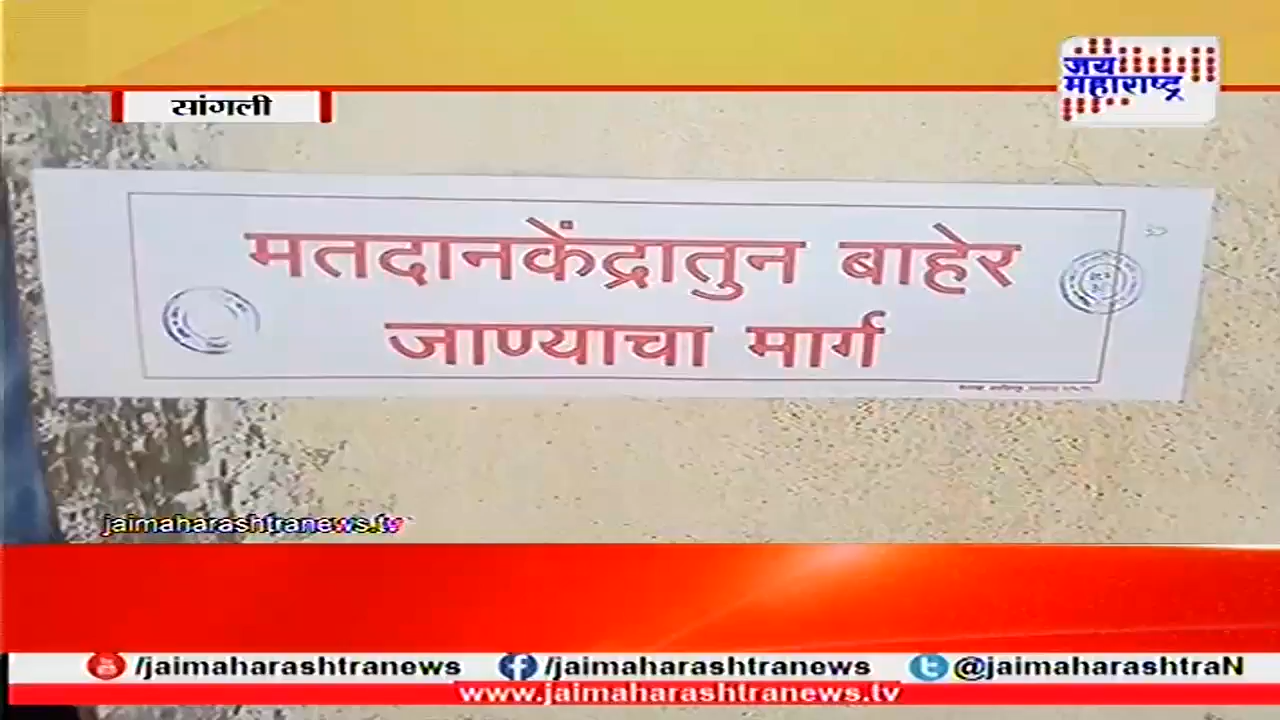 जय
महाराष्ट्र
सांगली
मतदानकेंद्रातुन बाहेर
जाण्याचा मार्ग
jaimaharashtranews.tv
/jaimaharashtranews /jaimaharashtranews @jaimaharashtraN
www.jaimaharashtranews.tv